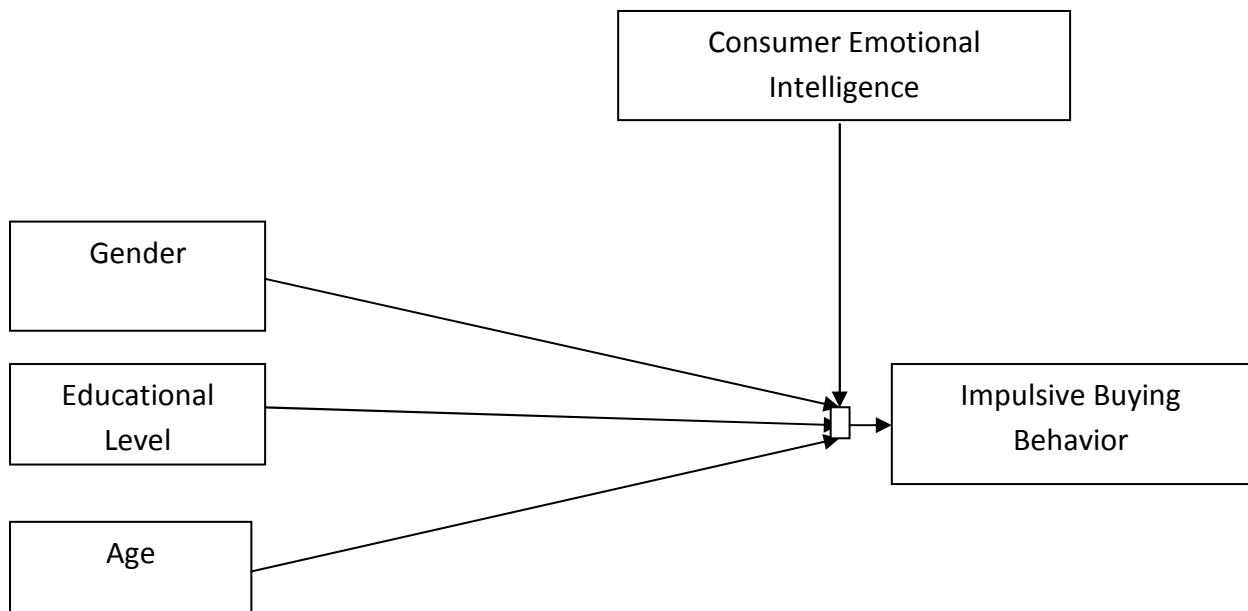 Consumer Emotional
Intelligence
Gender
Educational
Level
Impulsive Buying
Behavior
Age